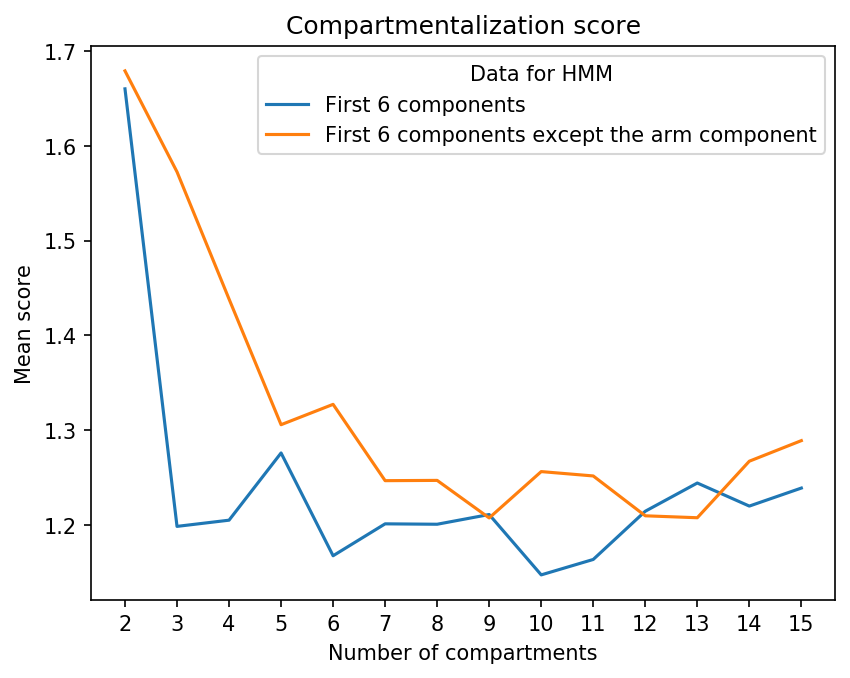 Compartmentalization score
Data for HMM
First 6 components
First 6 components except the arm component
Mean score
1.7
1.6
1.5
1.4
1.3
1.2
2 3 4 5 6 7 8 9 10 11 12 13 14 15
Number of compartments